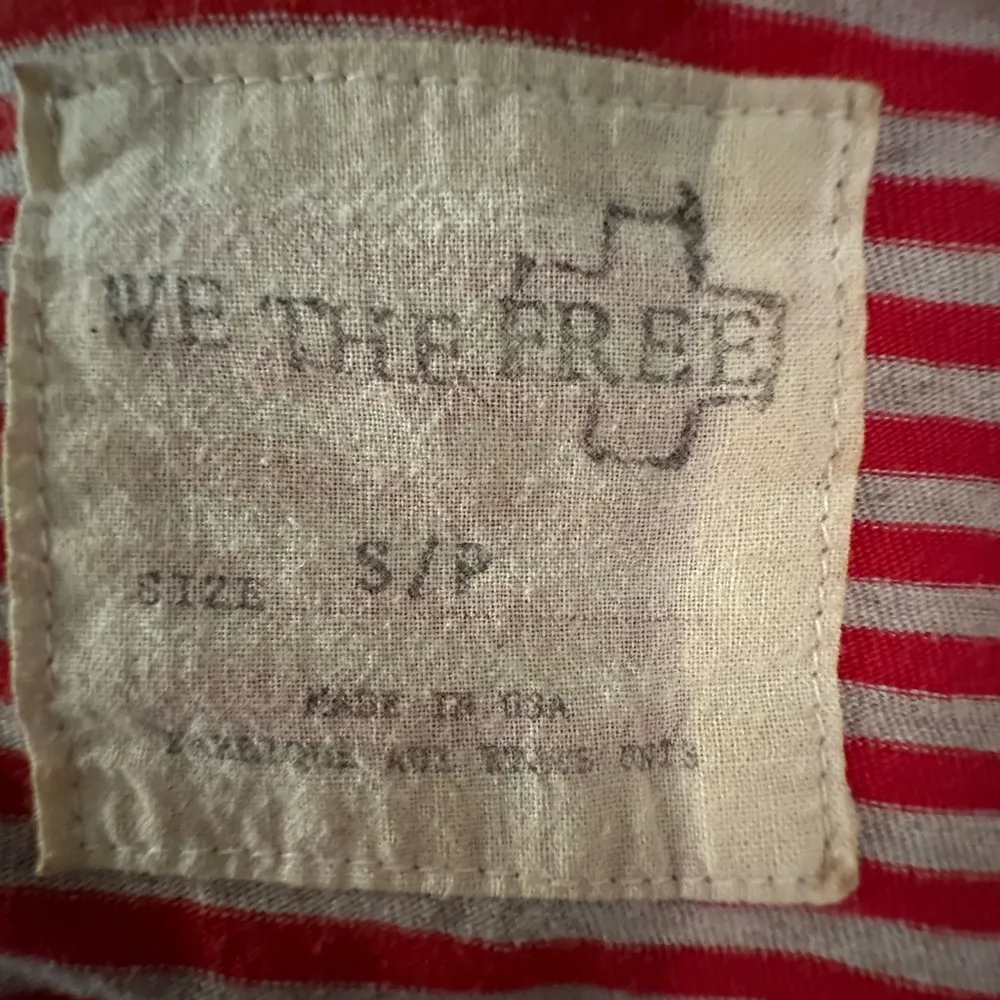 WE THE FREE
SIZE S/P
MADE IN USA